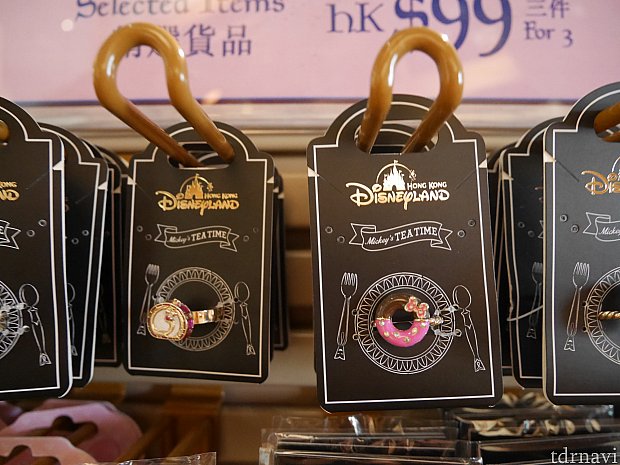 Selected Items
精選貨品
HK $99 三件
For 3
HONG KONG
DISNEYLAND
Mickey's TEA TIME
HONG KONG
DISNEYLAND
Mickey's TEA TIME
tdrnavi